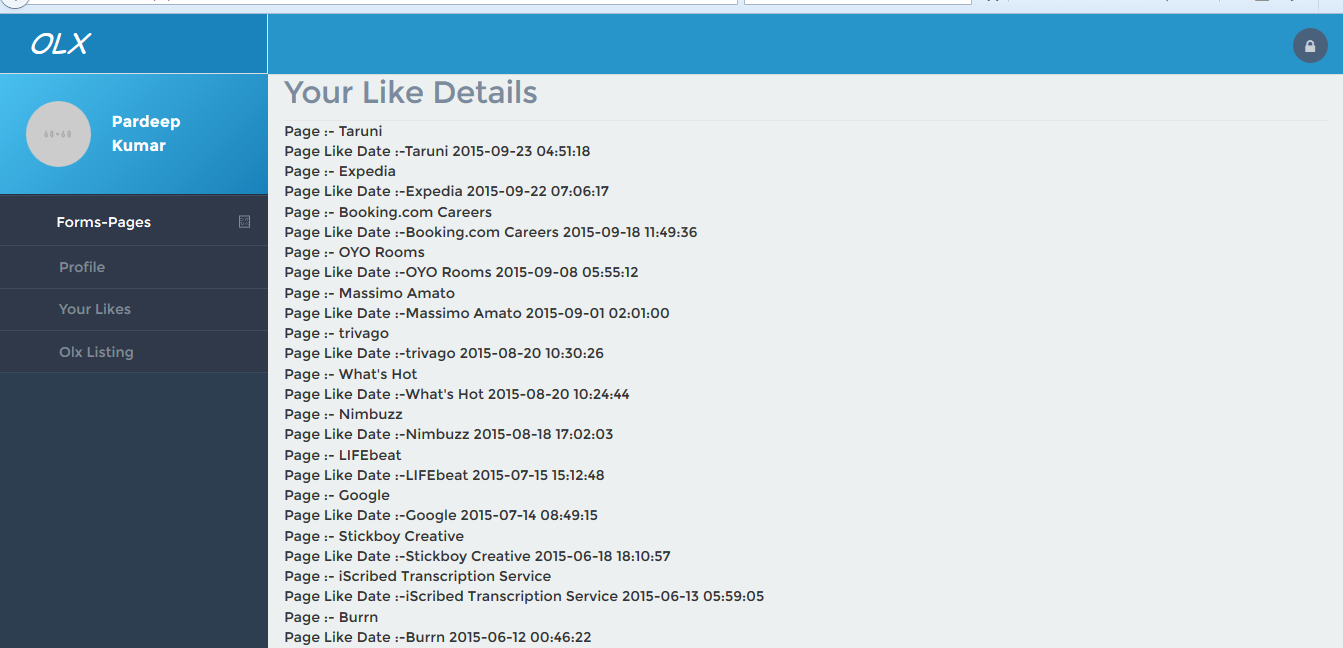 OLX
Pardeep
Kumar
Forms-Pages
Profile
Your Likes
Olx Listing
Your Like Details
Page :- Taruni
Page Like Date :-Taruni 2015-09-23 04:51:18
Page :- Expedia
Page Like Date :-Expedia 2015-09-22 07:06:17
Page :- Booking.com Careers
Page Like Date :-Booking.com Careers 2015-09-18 11:49:36
Page :- OYO Rooms
Page Like Date :-OYO Rooms 2015-09-08 05:55:12
Page :- Massimo Amato
Page Like Date :-Massimo Amato 2015-09-01 02:01:00
Page :- trivago
Page Like Date :-trivago 2015-08-20 10:30:26
Page :- What's Hot
Page Like Date :-What's Hot 2015-08-20 10:24:44
Page :- Nimbuzz
Page Like Date :-Nimbuzz 2015-08-18 17:02:03
Page :- LIFEbeat
Page Like Date :-LIFEbeat 2015-07-15 15:12:48
Page :- Google
Page Like Date :-Google 2015-07-14 08:49:15
Page :- Stickboy Creative
Page Like Date :-Stickboy Creative 2015-06-18 18:10:57
Page :- iScribed Transcription Service
Page Like Date :-iScribed Transcription Service 2015-06-13 05:59:05
Page :- Burrn
Page Like Date :-Burrn 2015-06-12 00:46:22